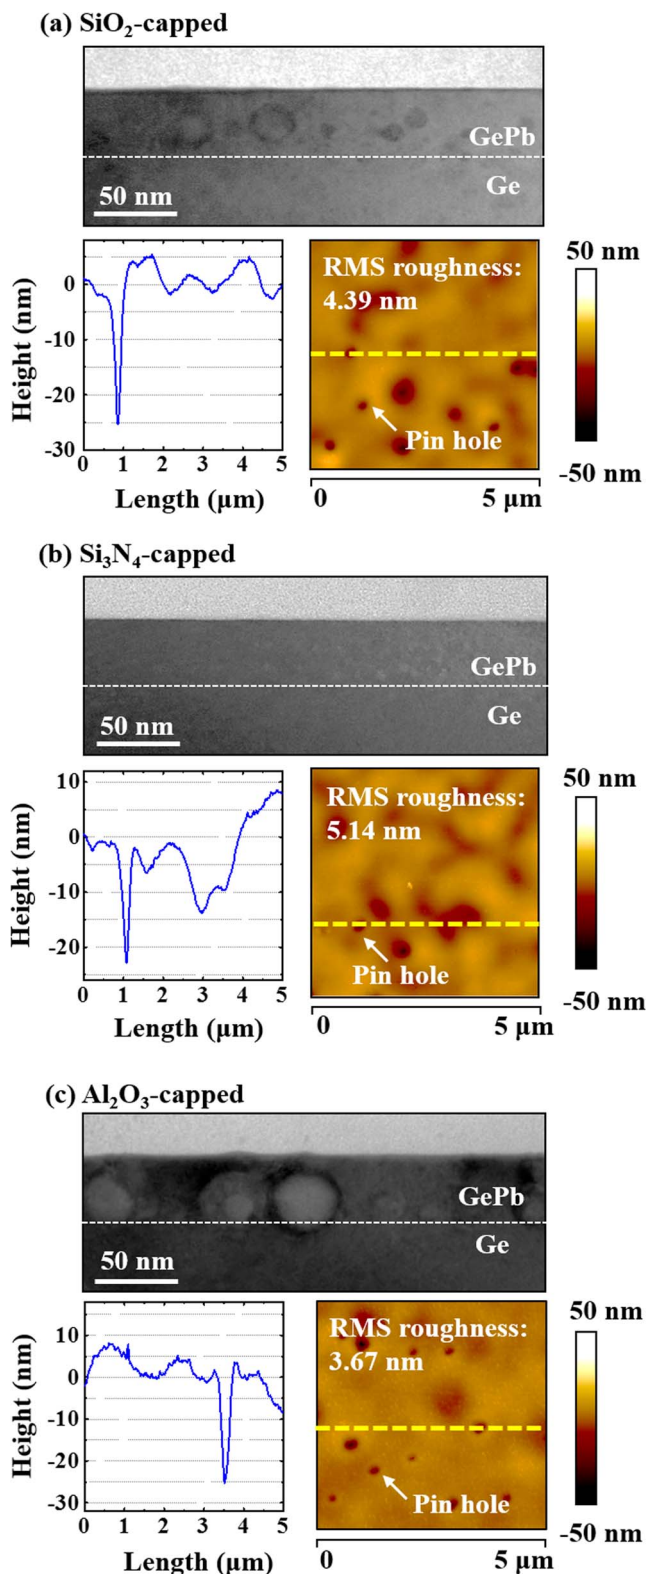 (a) SiO₂-capped
GePb
Ge
50 nm
Height (nm)
0
-10
-20
-30
0 1 2 3 4 5
Length (μm)
RMS roughness:
4.39 nm
Pin hole
0 5 μm
50 nm
-50 nm
(b) Si₃N₄-capped
GePb
Ge
50 nm
Height (nm)
10
0
-10
-20
0 1 2 3 4 5
Length (μm)
RMS roughness:
5.14 nm
Pin hole
0 5 μm
50 nm
-50 nm
(c) Al₂O₃-capped
GePb
Ge
50 nm
Height (nm)
10
0
-10
-20
-30
0 1 2 3 4 5
Length (μm)
RMS roughness:
3.67 nm
Pin hole
0 5 μm
50 nm
-50 nm